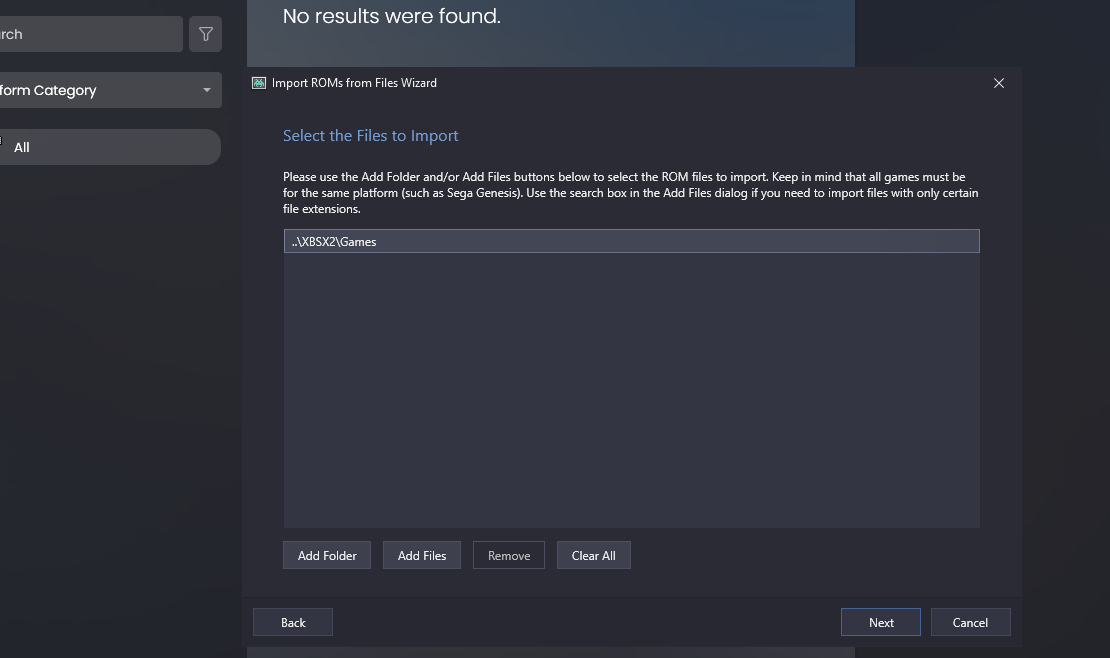 No results were found.
rch
form Category
All
Import ROMs from Files Wizard
Select the Files to Import
Please use the Add Folder and/or Add Files buttons below to select the ROM files to import. Keep in mind that all games must be
for the same platform (such as Sega Genesis). Use the search box in the Add Files dialog if you need to import files with only certain
file extensions.
..\XBSX2\Games
Add Folder
Add Files
Remove
Clear All
Back
Next
Cancel